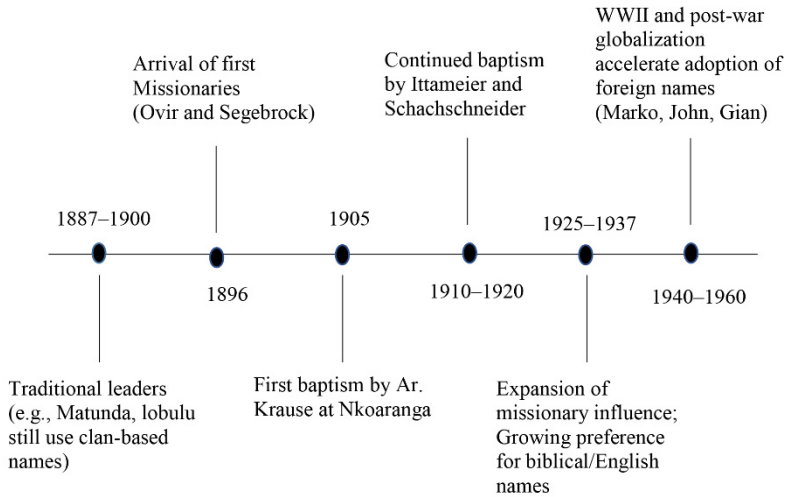 WWII and post-war
globalization
accelerate adoption of
foreign names
(Marko, John, Gian)
Arrival of first
Missionaries
(Ovir and Segebrock)
Continued baptism
by Ittameier and
Schachschneider
1887–1900
1905
1925–1937
1896
1910–1920
1940–1960
Traditional leaders
(e.g., Matunda, lobulu
still use clan-based
names)
First baptism by Ar.
Krause at Nkoaranga
Expansion of
missionary influence;
Growing preference
for biblical/English
names